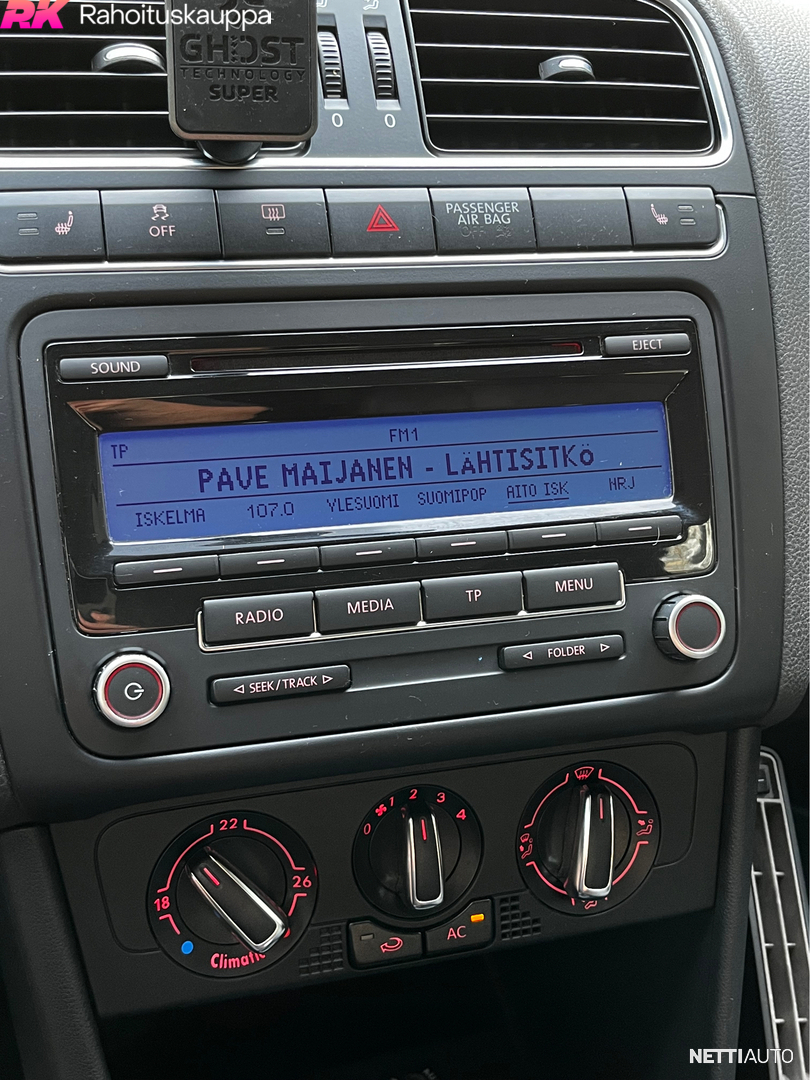 RK Rahoituskauppa
GHOST
TECHNOLOGY
SUPER
0 0
OFF
PASSENGER
AIR BAG
OFF
SOUND
EJECT
TP
FM1
PAVE MAIJANEN - LÄHTISITKÖ
ISKELMA 107.0 YLESUOMI SUOMIPOP AITO ISK NRJ
RADIO MEDIA TP MENU
SEEK/TRACK
FOLDER
0 1 2 3 4
18 22 26
AC
NETTIAUTO